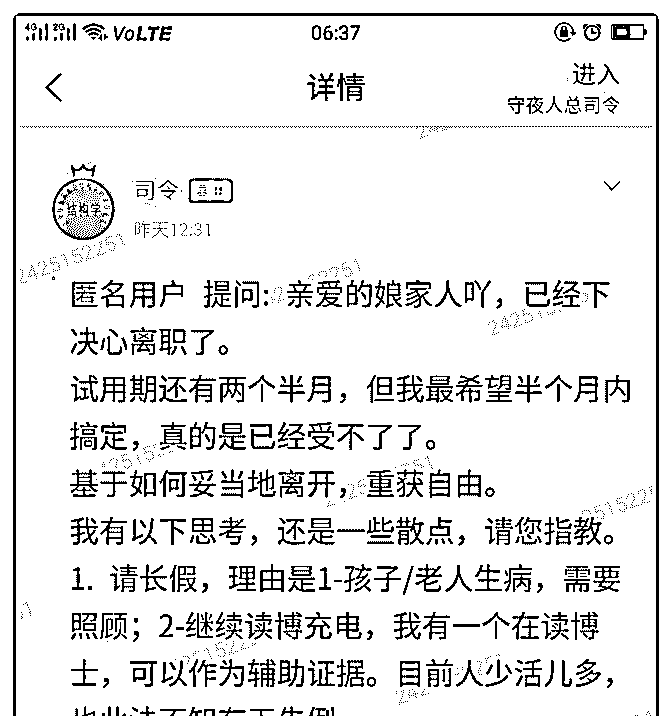 4G 2G VoLTE 06:37
详情
进入
守夜人总司令
结构学
司令
昨天12:31
2425152251
匿名用户 提问: 亲爱的娘家人吖，已经下
决心离职了。
试用期还有两个半月，但我最希望半个月内
搞定，真的是已经受不了了。
基于如何妥当地离开，重获自由。
我有以下思考，还是一些散点，请您指教。
1. 请长假，理由是1-孩子/老人生病，需要
照顾；2-继续读博充电，我有一个在读博
士，可以作为辅助证据。目前人少活儿多，